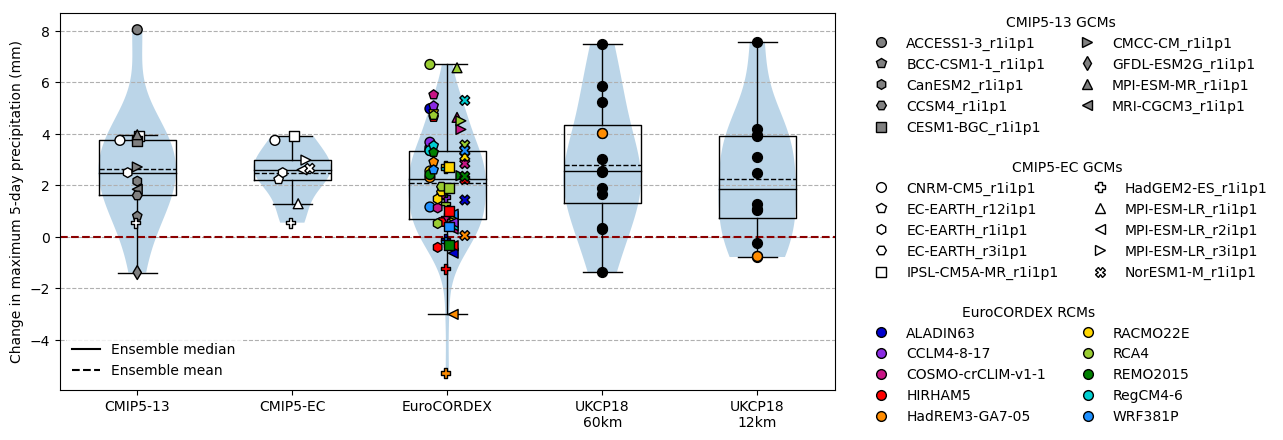 Change in maximum 5-day precipitation (mm)
8
6
4
2
0
−2
−4
Ensemble median
Ensemble mean
CMIP5-13
CMIP5-EC
EuroCORDEX
UKCP18
60km
UKCP18
12km
CMIP5-13 GCMs
ACCESS1-3_r1i1p1
BCC-CSM1-1_r1i1p1
CanESM2_r1i1p1
CCSM4_r1i1p1
CESM1-BGC_r1i1p1
CMCC-CM_r1i1p1
GFDL-ESM2G_r1i1p1
MPI-ESM-MR_r1i1p1
MRI-CGCM3_r1i1p1
CMIP5-EC GCMs
CNRM-CM5_r1i1p1
EC-EARTH_r12i1p1
EC-EARTH_r1i1p1
EC-EARTH_r3i1p1
IPSL-CM5A-MR_r1i1p1
HadGEM2-ES_r1i1p1
MPI-ESM-LR_r1i1p1
MPI-ESM-LR_r2i1p1
MPI-ESM-LR_r3i1p1
NorESM1-M_r1i1p1
EuroCORDEX RCMs
ALADIN63
CCLM4-8-17
COSMO-crCLIM-v1-1
HIRHAM5
HadREM3-GA7-05
RACMO22E
RCA4
REMO2015
RegCM4-6
WRF381P